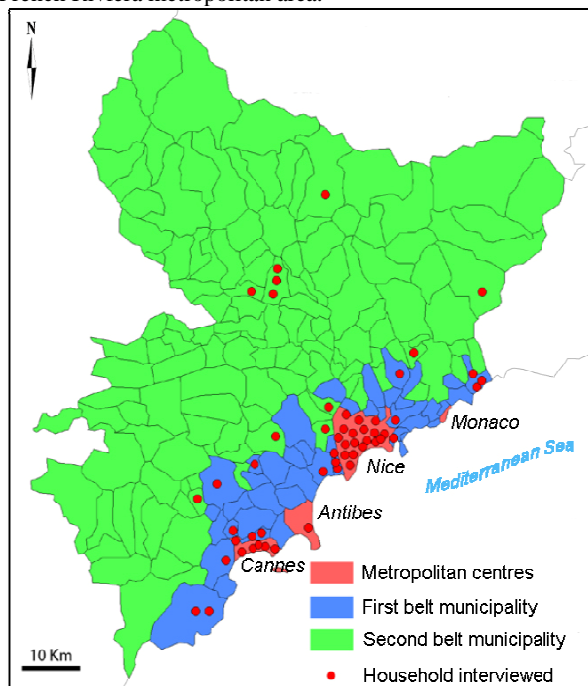 French Riviera metropolitan area.
N
Monaco
Nice
Mediterranean Sea
Antibes
Cannes
Metropolitan centres
First belt municipality
Second belt municipality
Household interviewed
10 Km